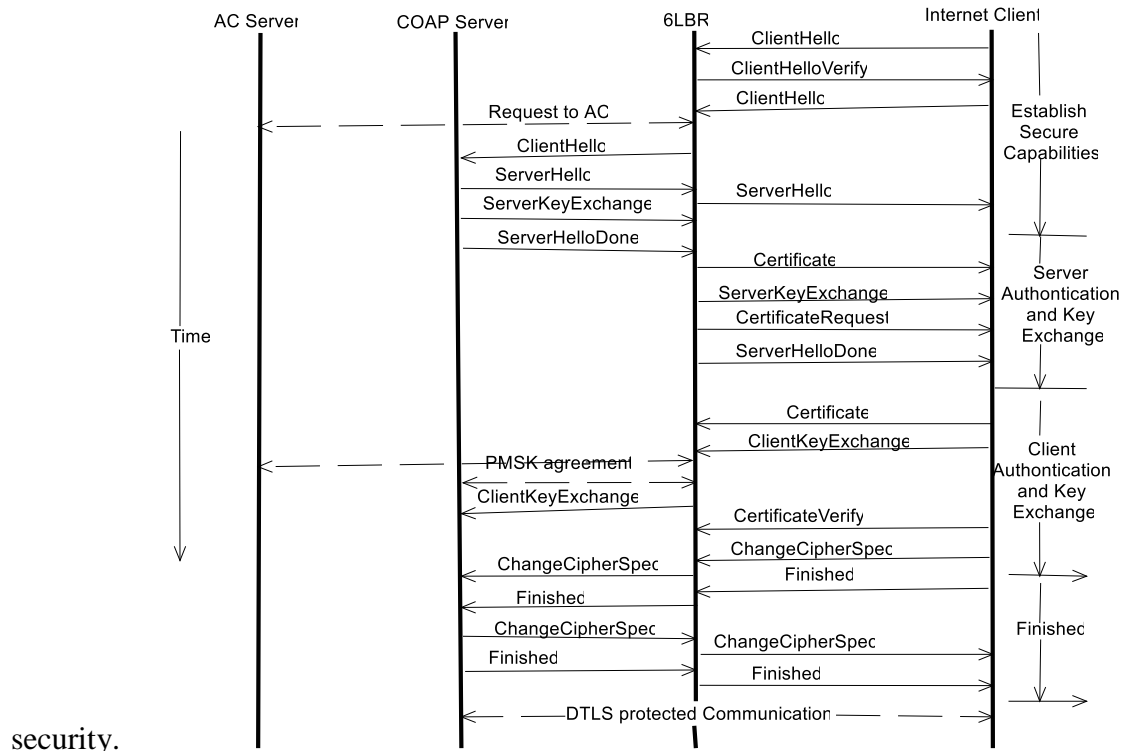 AC Server
COAP Server
6LBR
Internet Client
ClientHello
ClientHelloVerify
ClientHello
Request to AC
Establish
Secure
Capabilities
ClientHello
ServerHello
ServerHello
ServerKeyExchange
ServerHelloDone
Certificate
ServerKeyExchange
CertificateRequest
ServerHelloDone
Server
Authontication
and Key
Exchange
Time
Certificate
ClientKeyExchange
PMSK agreement
ClientKeyExchange
Client
Authontication
and Key
Exchange
CertificateVerify
ChangeCipherSpec
ChangeCipherSpec
Finished
Finished
ChangeCipherSpec
ChangeCipherSpec
Finished
Finished
Finished
DTLS protected Communication
security.